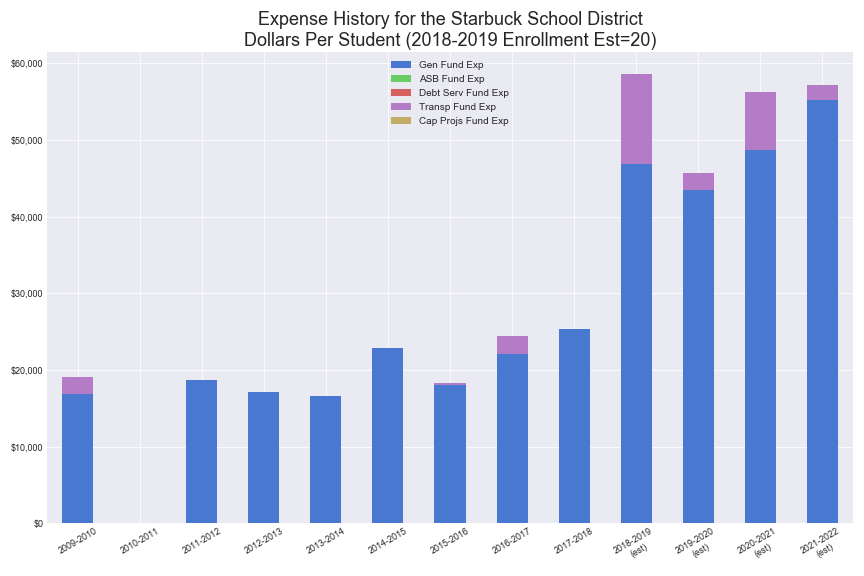 Expense History for the Starbuck School District
Dollars Per Student (2018-2019 Enrollment Est=20)
Gen Fund Exp
ASB Fund Exp
Debt Serv Fund Exp
Transp Fund Exp
Cap Projs Fund Exp
$60,000
$50,000
$40,000
$30,000
$20,000
$10,000
$0
2009-2010
2010-2011
2011-2012
2012-2013
2013-2014
2014-2015
2015-2016
2016-2017
2017-2018
2018-2019
(est)
2019-2020
(est)
2020-2021
(est)
2021-2022
(est)